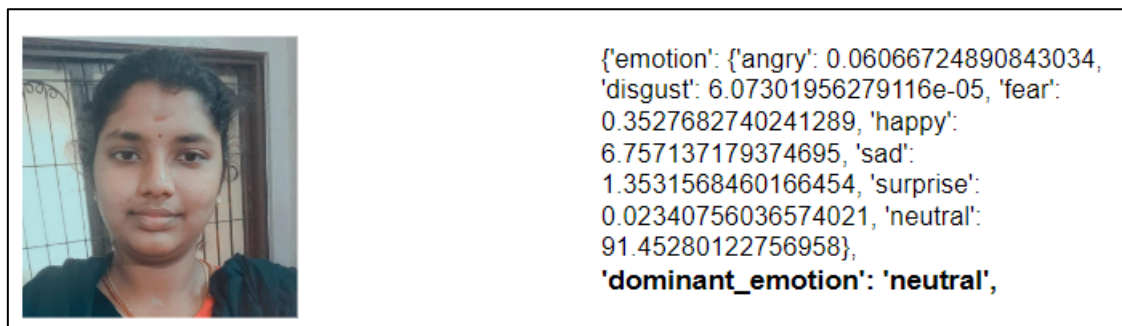 {'emotion': {'angry': 0.06066724890843034,
'disgust': 6.07301956279116e-05, 'fear':
0.3527682740241289, 'happy':
6.757137179374695, 'sad':
1.3531568460166454, 'surprise':
0.02340756036574021, 'neutral':
91.45280122756958},
'dominant_emotion': 'neutral',